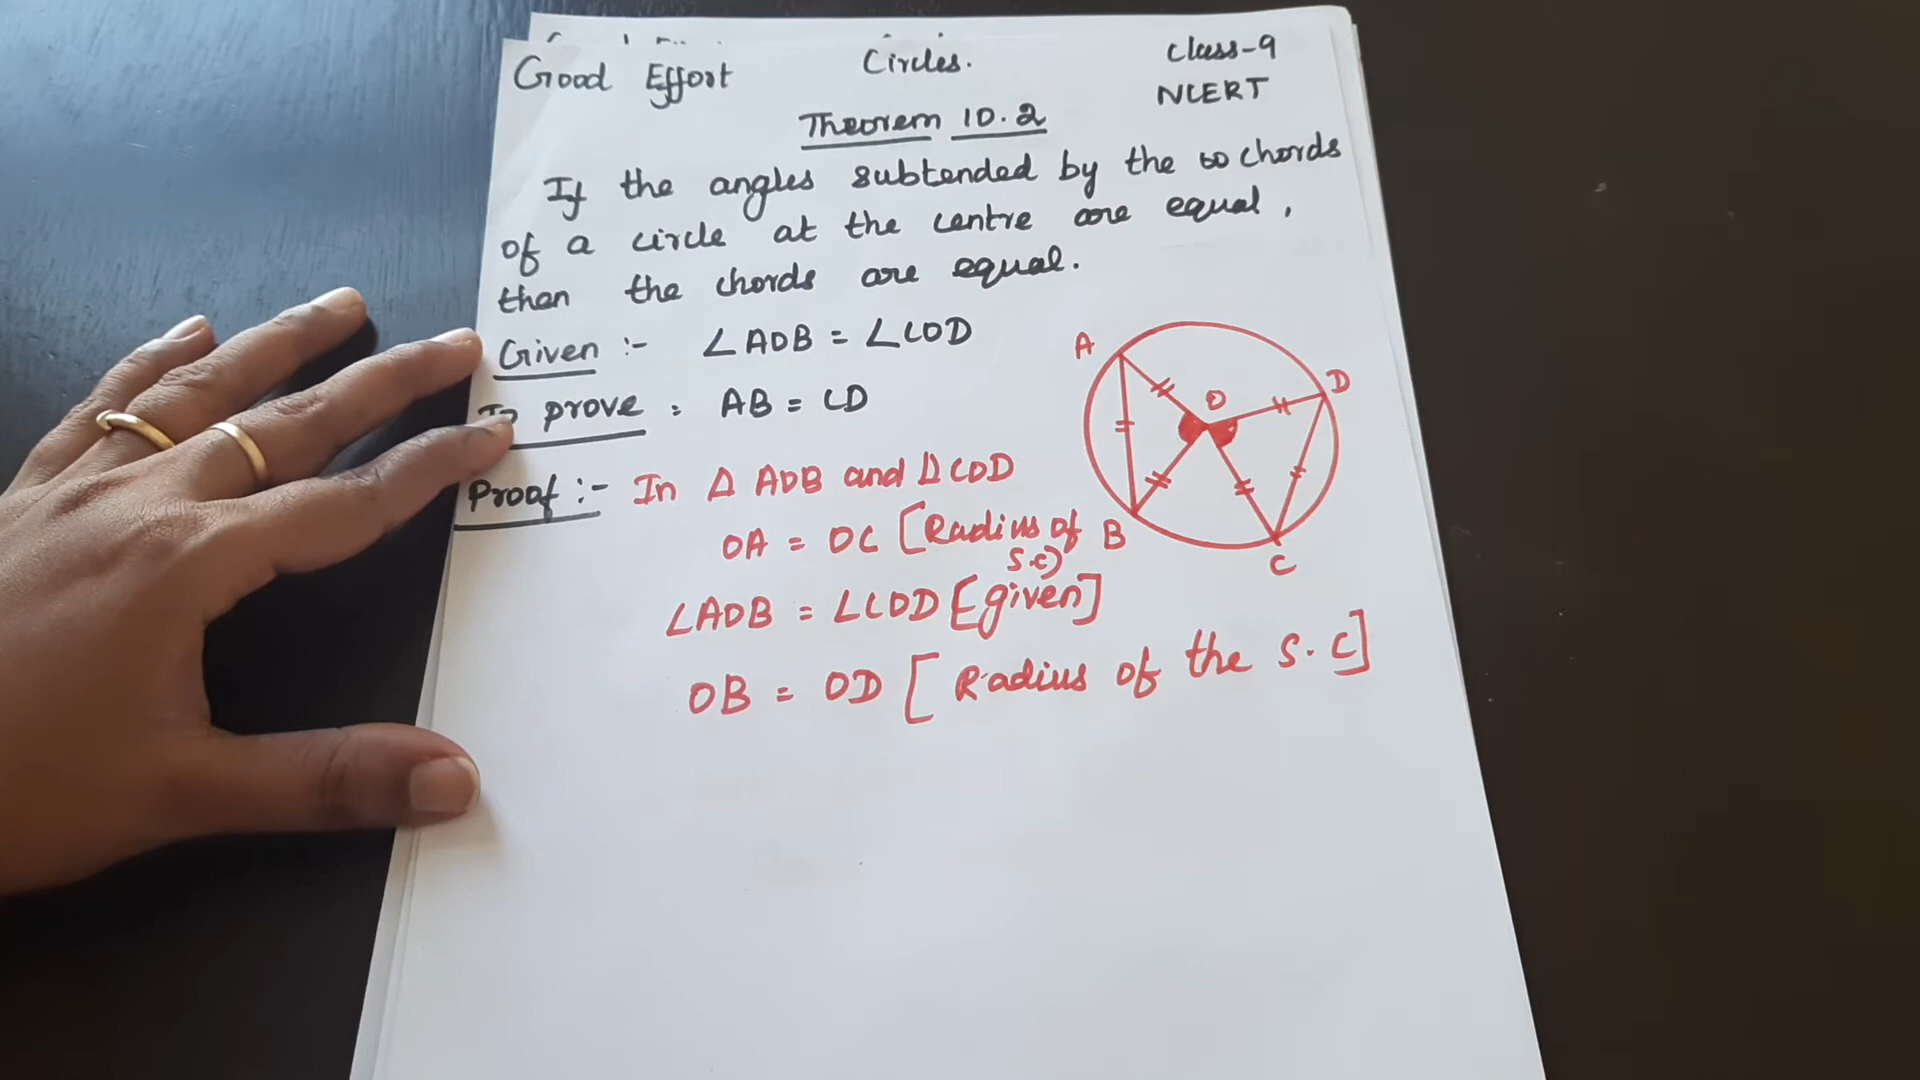 Good Effort
Circles.
Class-9
NCERT
Theorem 10.2
If the angles subtended by the to chords
of a circle at the centre are equal,
then the chords are equal.
Given :- ∠AOB = ∠COD
To prove : AB = CD
Proof :- In Δ AOB and Δ COD
OA = OC [Radius of
S.C)
∠AOB = ∠COD [given]
OB = OD [Radius of the S.C]
A
O
D
B
C